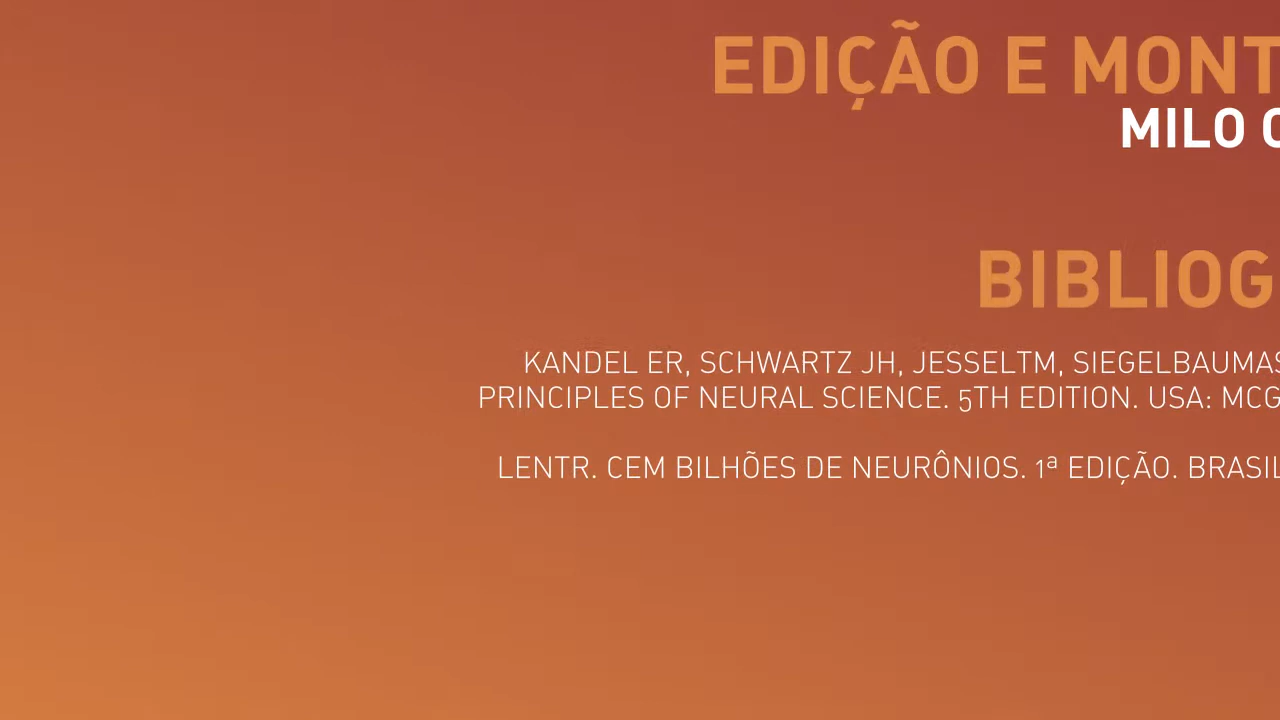 EDIÇÃO E MONT
MILO
BIBLIOG
KANDEL ER, SCHWARTZ JH, JESSELTM, SIEGELBAUMAS
PRINCIPLES OF NEURAL SCIENCE. 5TH EDITION. USA: MCG
LENTR. CEM BILHÕES DE NEURÔNIOS. 1ª EDIÇÃO. BRASIL